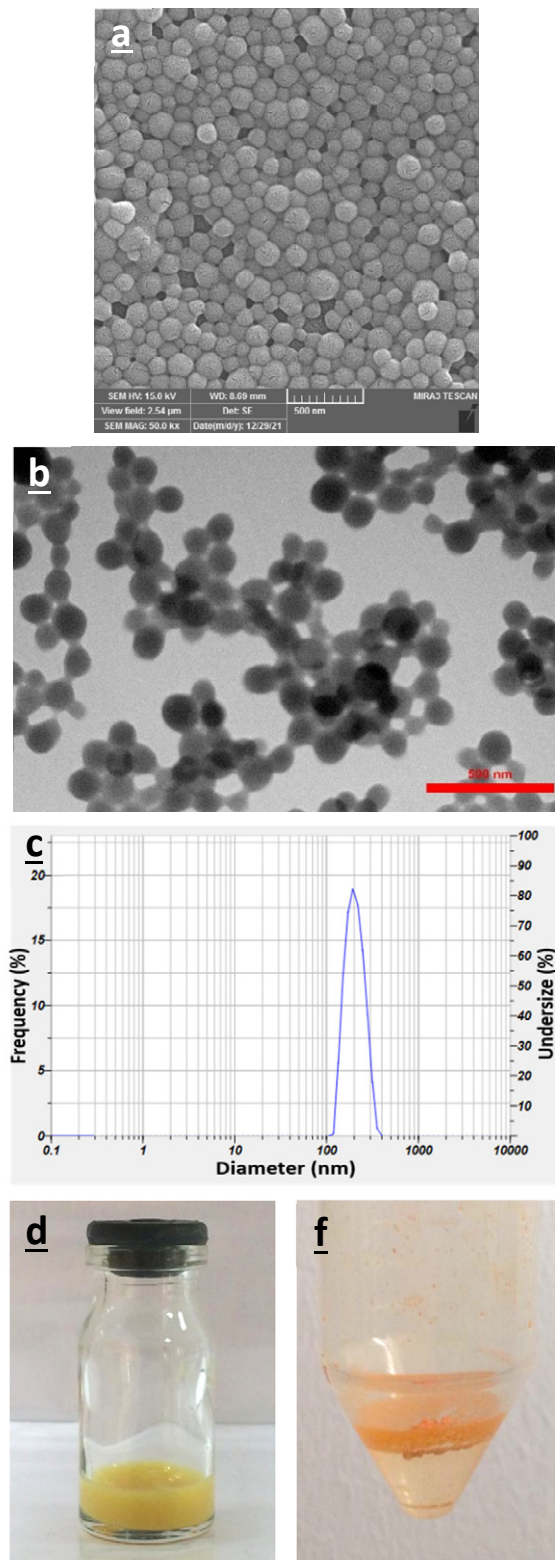 a
SEM HV: 15.0 kV WD: 8.69 mm MIRA3 TESCAN
View field: 2.54 µm Det: SE 500 nm
SEM MAG: 50.0 kx Date(m/d/y): 12/29/21
b
500 nm
c
Frequency (%)
20
15
10
5
0
100
90
80
70
60
50
40
30
20
10
Undersize (%)
0.1 1 10 100 1000 10000
Diameter (nm)
d
f